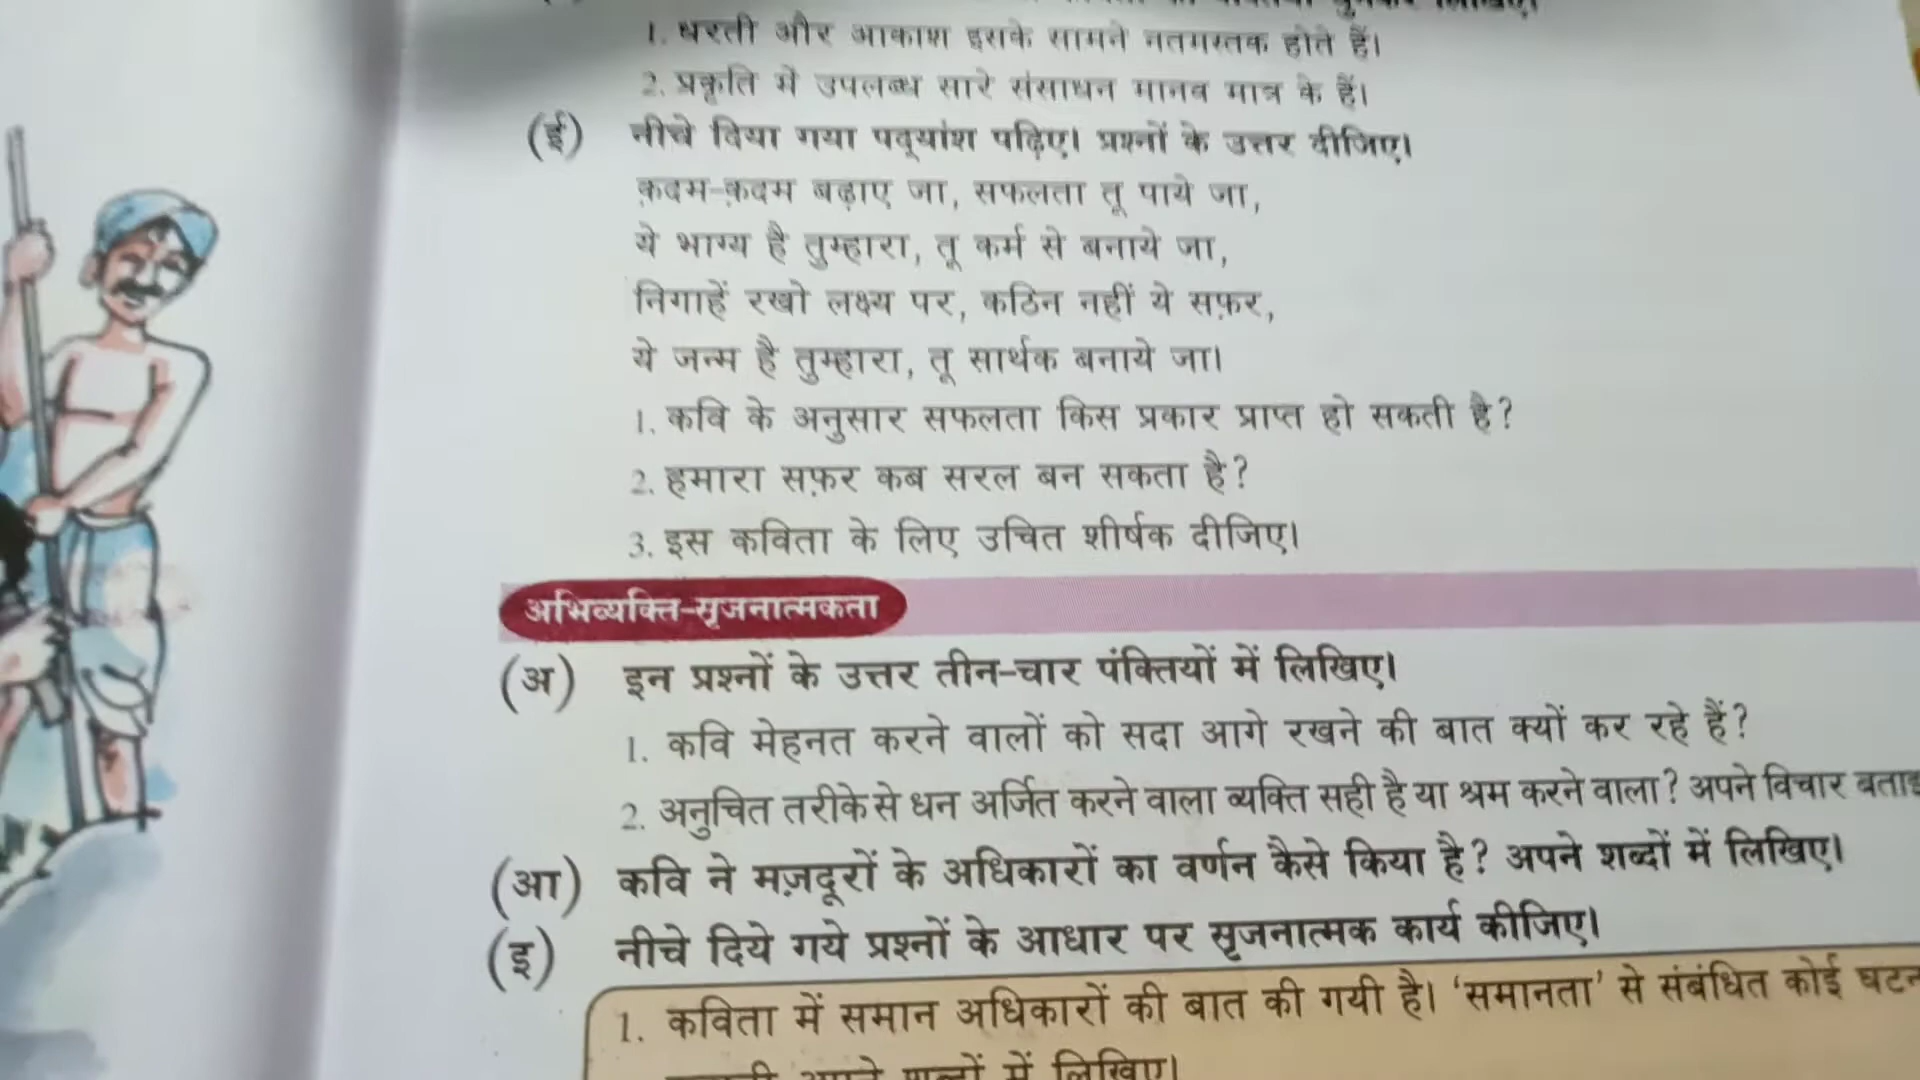 1. धरती और आकाश इसके सामने नतमस्तक होते हैं।
2. प्रकृति में उपलब्ध सारे संसाधन मानव मात्र के हैं।
(ई) नीचे दिया गया पद्यांश पढ़िए। प्रश्नों के उत्तर दीजिए।
क़दम-क़दम बढ़ाए जा, सफलता तू पाये जा,
ये भाग्य है तुम्हारा, तू कर्म से बनाये जा,
निगाहें रखो लक्ष्य पर, कठिन नहीं ये सफ़र,
ये जन्म है तुम्हारा, तू सार्थक बनाये जा।
1. कवि के अनुसार सफलता किस प्रकार प्राप्त हो सकती है?
2. हमारा सफ़र कब सरल बन सकता है?
3. इस कविता के लिए उचित शीर्षक दीजिए।
अभिव्यक्ति-सृजनात्मकता
(अ) इन प्रश्नों के उत्तर तीन-चार पंक्तियों में लिखिए।
1. कवि मेहनत करने वालों को सदा आगे रखने की बात क्यों कर रहे हैं?
2. अनुचित तरीके से धन अर्जित करने वाला व्यक्ति सही है या श्रम करने वाला? अपने विचार
(आ) कवि ने मज़दूरों के अधिकारों का वर्णन कैसे किया है? अपने शब्दों में लिखिए।
(इ) नीचे दिये गये प्रश्नों के आधार पर सृजनात्मक कार्य कीजिए।
1. कविता में समान अधिकारों की बात की गयी है। 'समानता' से संबंधित कोई
में लिखिए।